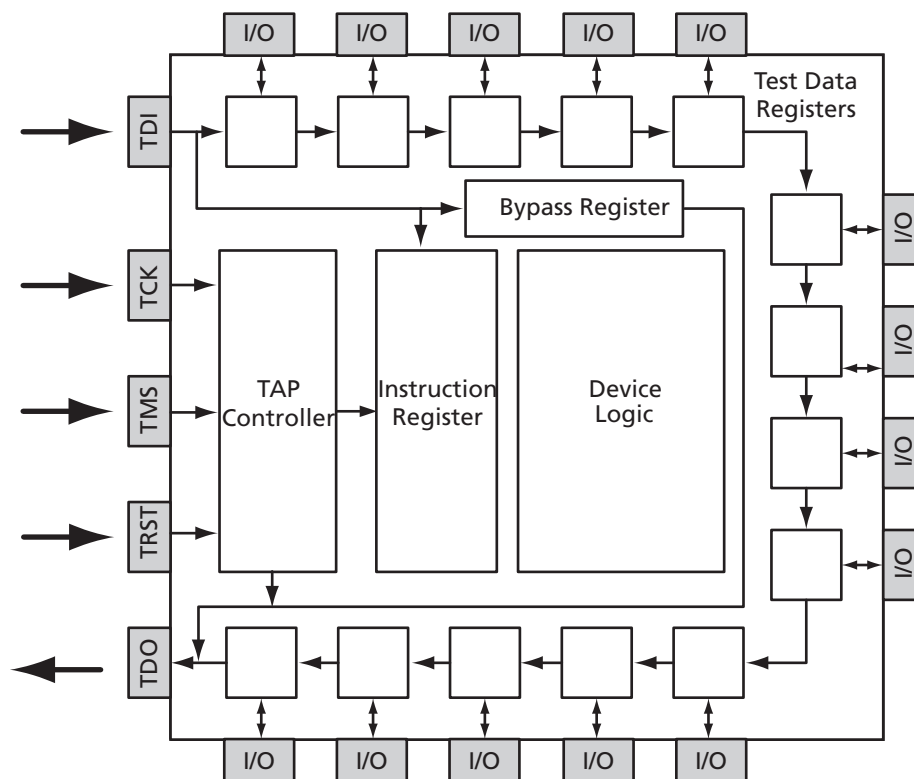 I/O I/O I/O I/O I/O
Test Data
Registers
TDI
Bypass Register
I/O
TCK
I/O
TAP
Controller
Instruction
Register
Device
Logic
TMS
I/O
TRST
I/O
TDO
I/O I/O I/O I/O I/O